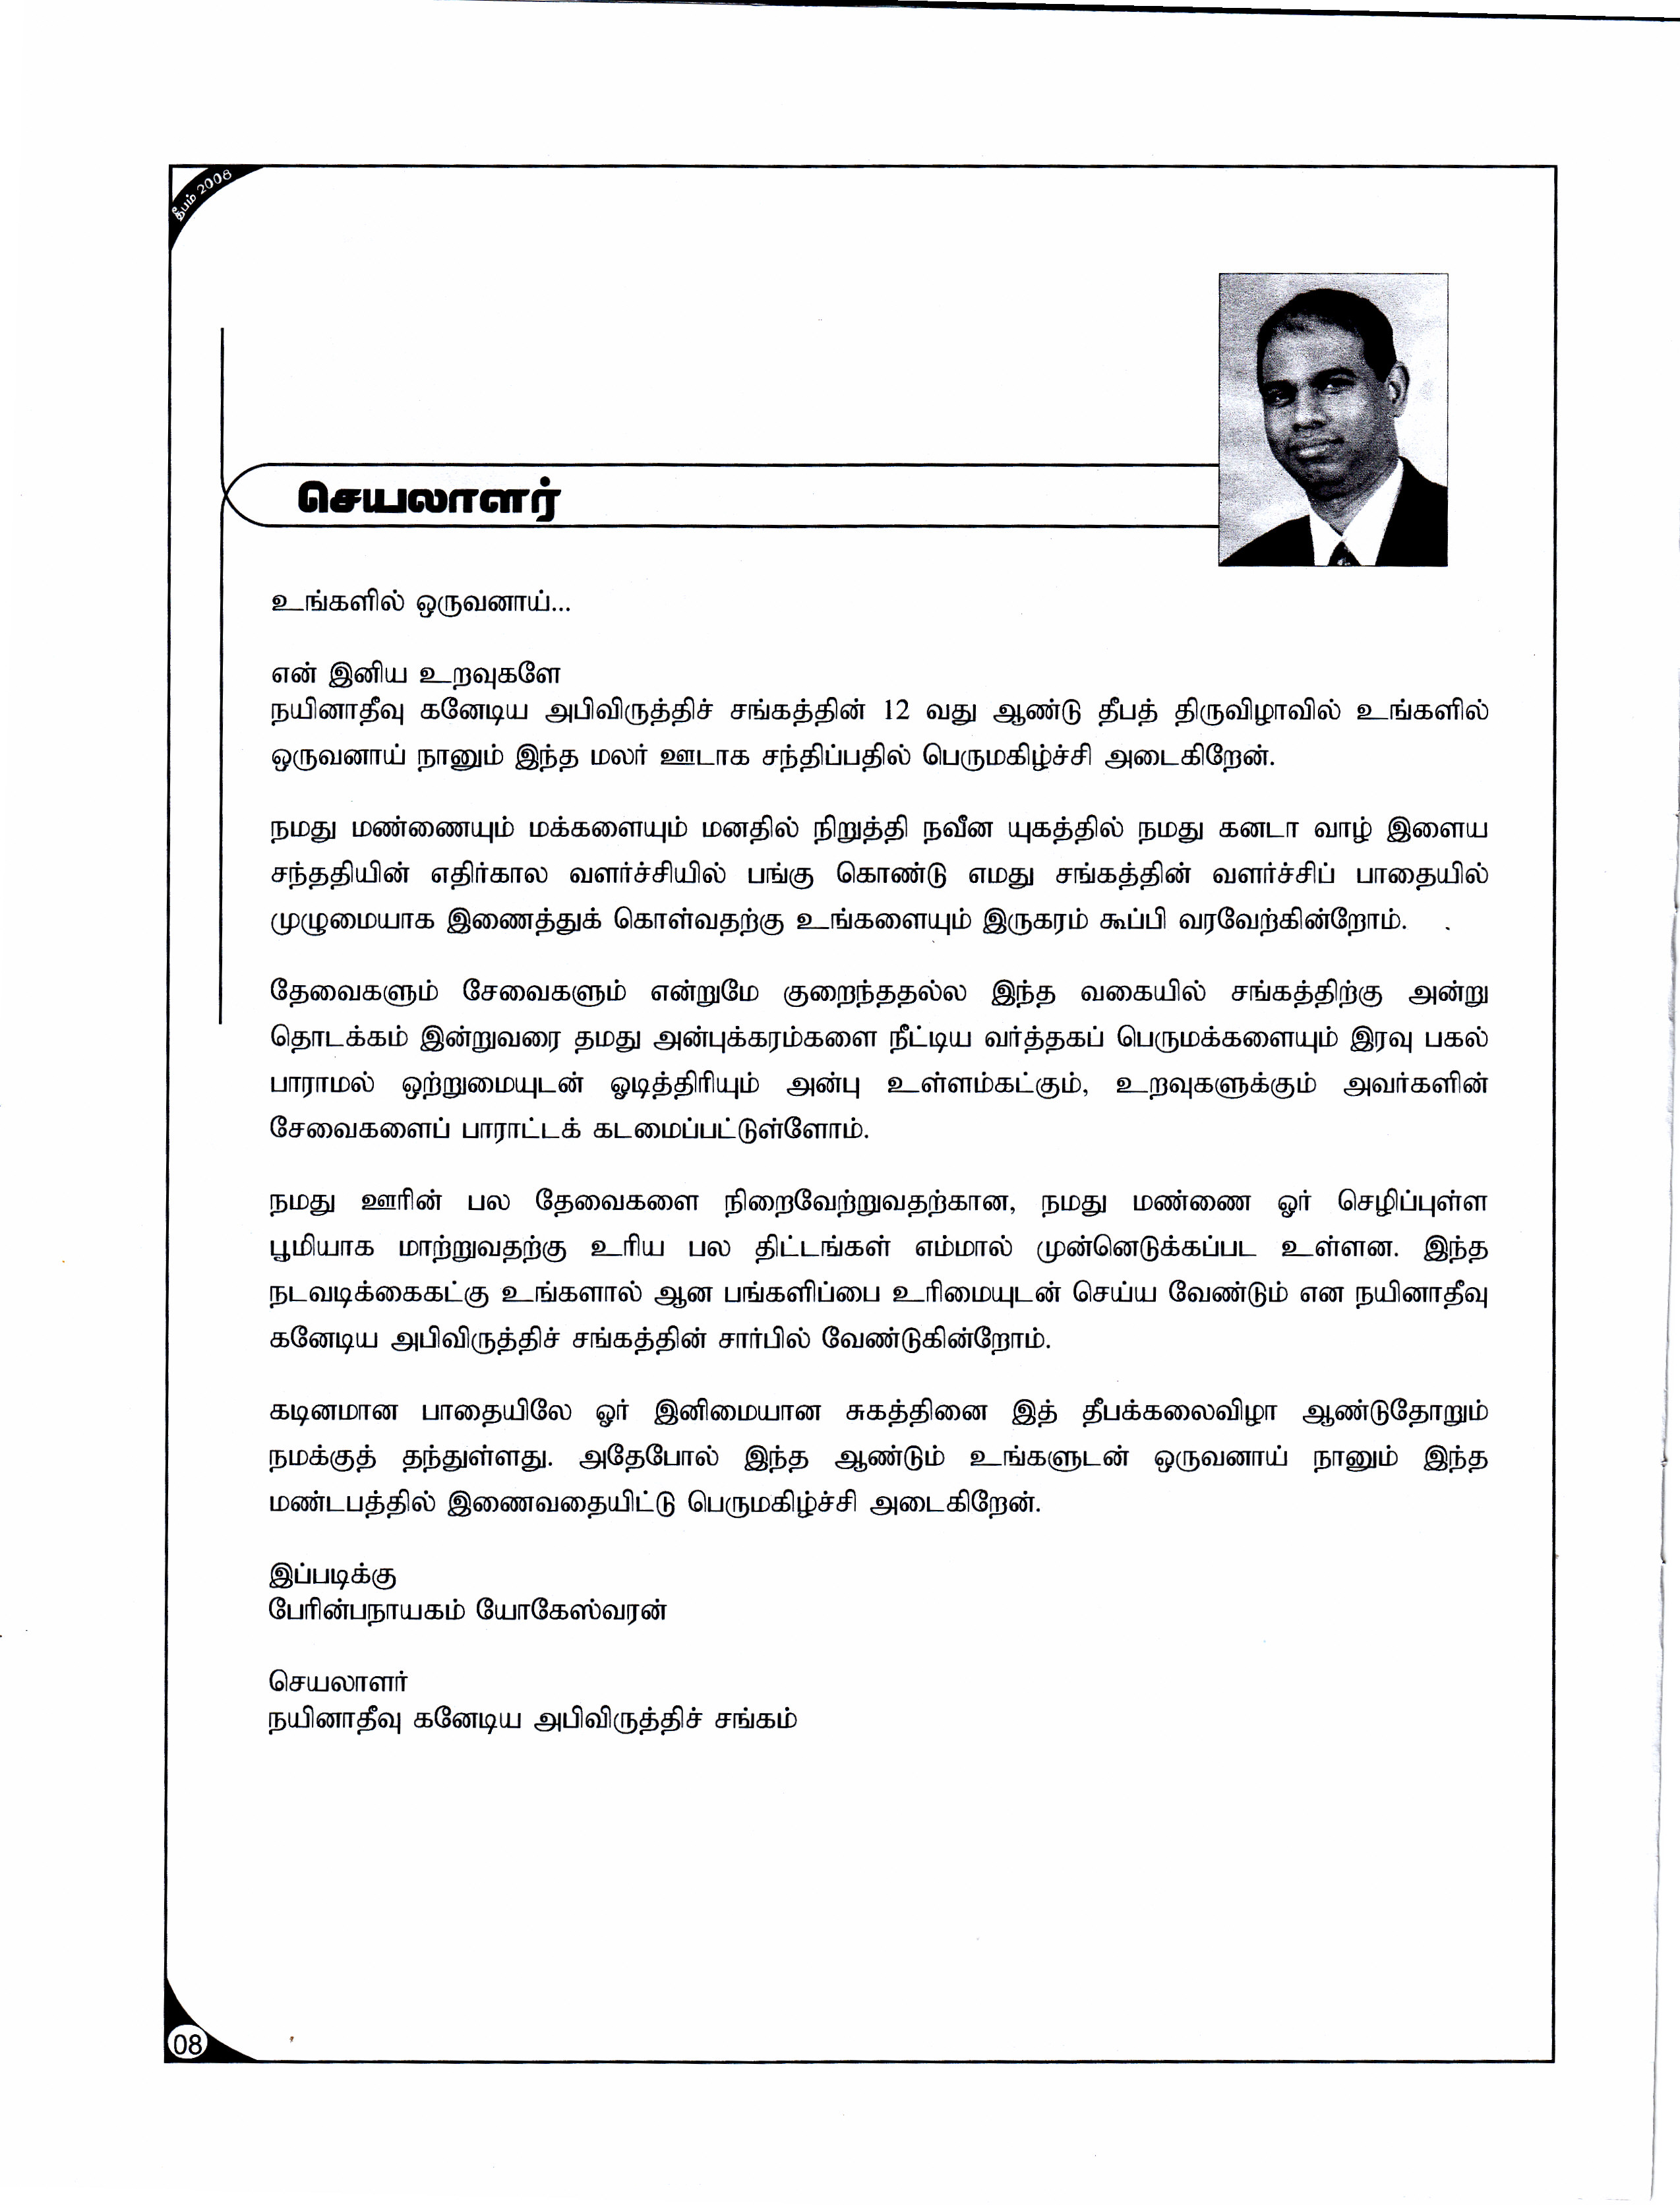 தீபம் 2008
செயலாளர்
உங்களில் ஒருவனாய்...
என் இனிய உறவுகளே
நயினாதீவு கனேடிய அபிவிருத்திச் சங்கத்தின் 12 வது ஆண்டு தீபத் திருவிழாவில் உங்களில்
ஒருவனாய் நானும் இந்த மலர் ஊடாக சந்திப்பதில் பெருமகிழ்ச்சி அடைகிறேன்.
நமது மண்ணையும் மக்களையும் மனதில் நிறுத்தி நவீன யுகத்தில் நமது கனடா வாழ் இளைய
சந்ததியின் எதிர்கால வளர்ச்சியில் பங்கு கொண்டு எமது சங்கத்தின் வளர்ச்சிப் பாதையில்
முழுமையாக இணைத்துக் கொள்வதற்கு உங்களையும் இருகரம் கூப்பி வரவேற்கின்றோம்.
தேவைகளும் சேவைகளும் என்றுமே குறைந்ததல்ல இந்த வகையில் சங்கத்திற்கு அன்று
தொடக்கம் இன்றுவரை தமது அன்புக்கரம்களை நீட்டிய வர்த்தகப் பெருமக்களையும் இரவு பகல்
பாராமல் ஒற்றுமையுடன் ஓடித்திரியும் அன்பு உள்ளம்கட்கும், உறவுகளுக்கும் அவர்களின்
சேவைகளைப் பாராட்டக் கடமைப்பட்டுள்ளோம்.
நமது ஊரின் பல தேவைகளை நிறைவேற்றுவதற்கான, நமது மண்ணை ஓர் செழிப்புள்ள
பூமியாக மாற்றுவதற்கு உரிய பல திட்டங்கள் எம்மால் முன்னெடுக்கப்பட உள்ளன. இந்த
நடவடிக்கைகட்கு உங்களால் ஆன பங்களிப்பை உரிமையுடன் செய்ய வேண்டும் என நயினாதீவு
கனேடிய அபிவிருத்திச் சங்கத்தின் சார்பில் வேண்டுகின்றோம்.
கடினமான பாதையிலே ஓர் இனிமையான சுகத்தினை இத் தீபக்கலைவிழா ஆண்டுதோறும்
நமக்குத் தந்துள்ளது. அதேபோல் இந்த ஆண்டும் உங்களுடன் ஒருவனாய் நானும் இந்த
மண்டபத்தில் இணைவதையிட்டு பெருமகிழ்ச்சி அடைகிறேன்.
இப்படிக்கு
பேரின்பநாயகம் யோகேஸ்வரன்
செயலாளர்
நயினாதீவு கனேடிய அபிவிருத்திச் சங்கம்
08